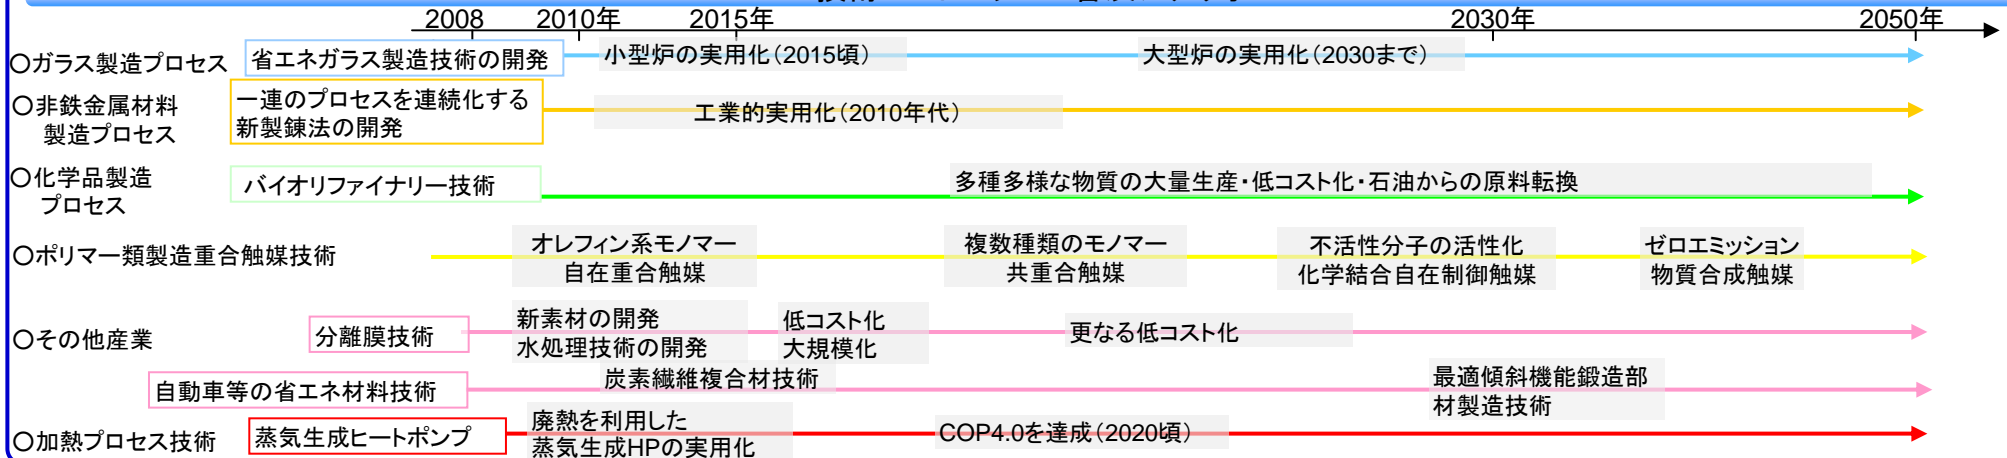 2008 2010年 2015年 2030年 2050年
○ガラス製造プロセス 省エネガラス製造技術の開発 小型炉の実用化（2015頃） 大型炉の実用化（2030まで）
○非鉄金属材料
製造プロセス
一連のプロセスを連続化する
新製錬法の開発
工業的実用化（2010年代）
○化学品製造
プロセス
バイオリファイナリー技術
多種多様な物質の大量生産・低コスト化・石油からの原料転換
○ポリマー類製造重合触媒技術
オレフィン系モノマー
自在重合触媒
複数種類のモノマー
共重合触媒
不活性分子の活性化
化学結合自在制御触媒
ゼロエミッション
物質合成触媒
○その他産業
分離膜技術
新素材の開発
水処理技術の開発
低コスト化
大規模化
更なる低コスト化
自動車等の省エネ材料技術
炭素繊維複合材技術
最適傾斜機能鍛造部
材製造技術
○加熱プロセス技術
蒸気生成ヒートポンプ
廃熱を利用した
蒸気生成HPの実用化
COP4.0を達成（2020頃）